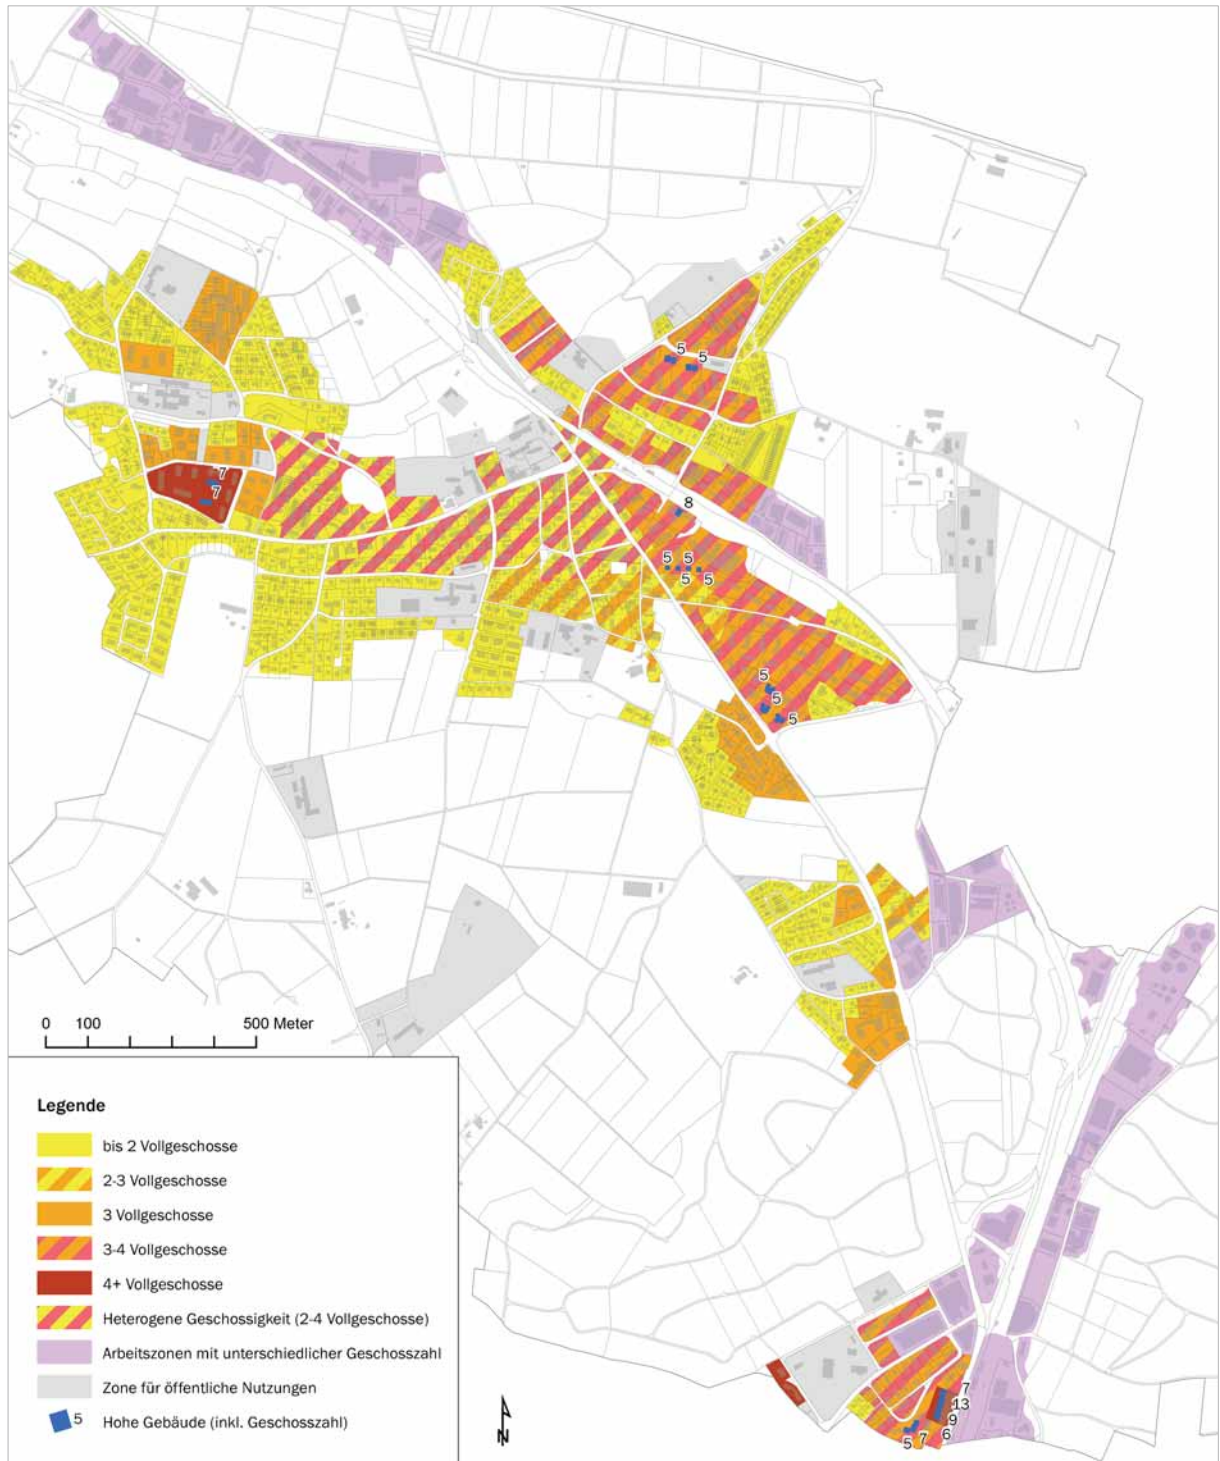 5
5
7
7
8
5 5
5 5
5
5
5
0 100 500 Meter
Legende
bis 2 Vollgeschosse
2-3 Vollgeschosse
3 Vollgeschosse
3-4 Vollgeschosse
4+ Vollgeschosse
Heterogene Geschossigkeit (2-4 Vollgeschosse)
Arbeitszonen mit unterschiedlicher Geschosszahl
Zone für öffentliche Nutzungen
5 Hohe Gebäude (inkl. Geschosszahl)
N
7
13
9
6
5 7